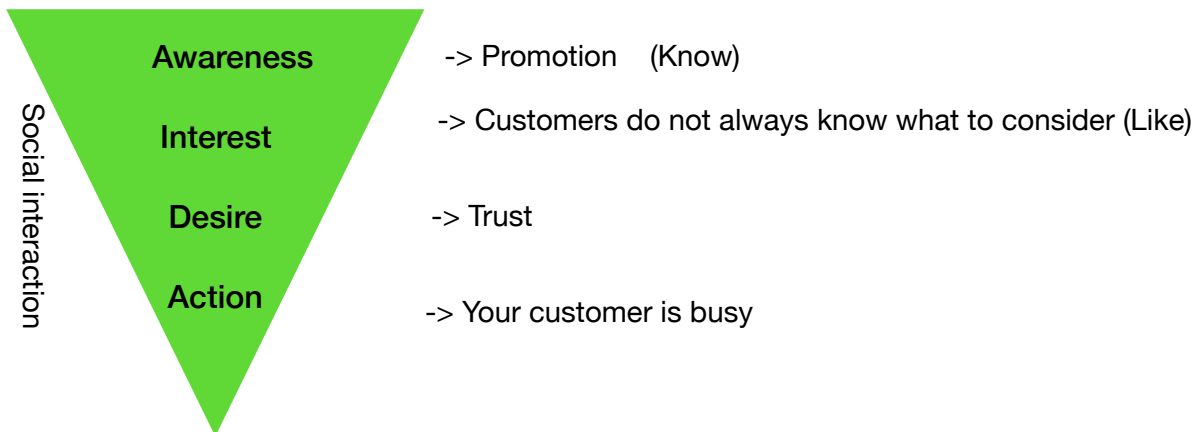 Awareness -> Promotion (Know)
Interest -> Customers do not always know what to consider (Like)
Desire -> Trust
Action -> Your customer is busy
Social interaction